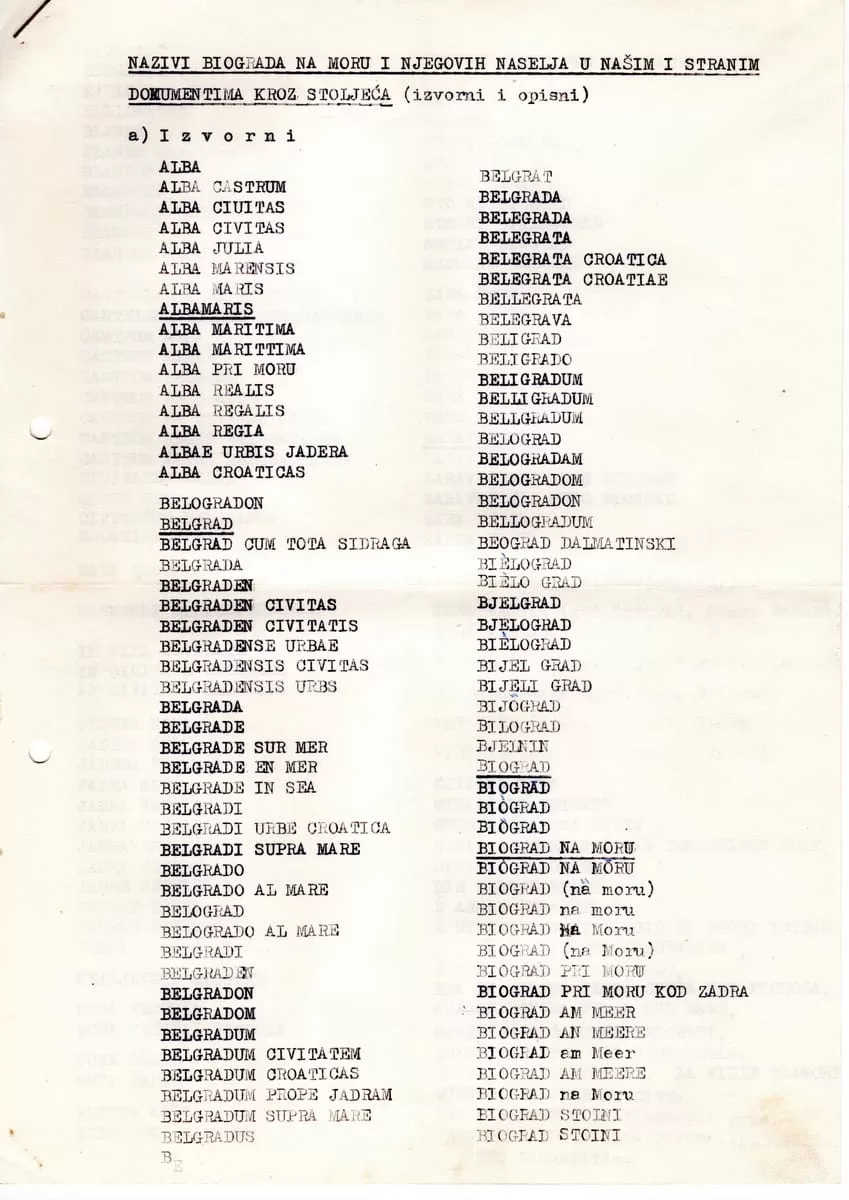 NAZIVI BIOGRADA NA MORU I NJEGOVIH NASELJA U NAŠIM I STRANIM
DOKUMENTIMA KROZ STOLJEĆA (izvorni i opisni)
a) I z v o r n i
ALBA
ALBA CASTRUM
ALBA CIUITAS
ALBA CIVITAS
ALBA JULIA
ALBA MARENSIS
ALBA MARIS
ALBAMARIS
ALBA MARITIMA
ALBA MARITTIMA
ALBA PRI MORU
ALBA REALIS
ALBA REGALIS
ALBA REGIA
ALBAE URBIS JADERA
ALBA CROATICAS
BELOGRADON
BELGRAD
BELGRAD CUM TOTA SIDRAGA
BELGRADA
BELGRADEN
BELGRADEN CIVITAS
BELGRADEN CIVITATIS
BELGRADENSE URBAE
BELGRADENSIS CIVITAS
BELGRADENSIS URBS
BELGRADA
BELGRADE
BELGRADE SUR MER
BELGRADE EN MER
BELGRADE IN SEA
BELGRADI
BELGRADI URBE CROATICA
BELGRADI SUPRA MARE
BELGRADO
BELGRADO AL MARE
BELOGRAD
BELOGRADO AL MARE
BELGRADI
BELGRADEN
BELGRADON
BELGRADOM
BELGRADUM
BELGRADUM CIVITATEM
BELGRADUM CROATICAS
BELGRADUM PROPE JADRAM
BELGRADUM SUPRA MARE
BELGRADUS
BE
BELGRAT
BELGRADA
BELEGRADA
BELEGRATA
BELEGRATA CROATICA
BELEGRATA CROATIAE
BELLEGRATA
BELEGRAVA
BELIGRAD
BELIGRADO
BELIGRADUM
BELLIGRADUM
BELLGRADUM
BELOGRAD
BELOGRADAM
BELOGRADOM
BELOGRADON
BELLOGRADUM
BEOGRAD DALMATINSKI
BIÈLOGRAD
BIÈLO GRAD
BJELGRAD
BJELOGRAD
BIÈLOGRAD
BIJEL GRAD
BIJELI GRAD
BIJOGRAD
BILOGRAD
BJELNIN
BIOGRAD
BIOGRAD
BIÒGRAD
BIÖGRAD
BIOGRAD NA MORU
BIÓGRAD NA MÒRU
BIOGRAD (na moru)
BIOGRAD na moru
BIOGRAD Na Moru
BIOGRAD (na Moru)
BIOGRAD PRI MORU
BIOGRAD PRI MORU KOD ZADRA
BIOGRAD AM MEER
BIOGRAD AN MEERE
BIOGRAD am Meer
BIOGRAD AM MEERE
BIOGRAD na Moru
BIOGRAD STOINI
BIOGRAD STOINI